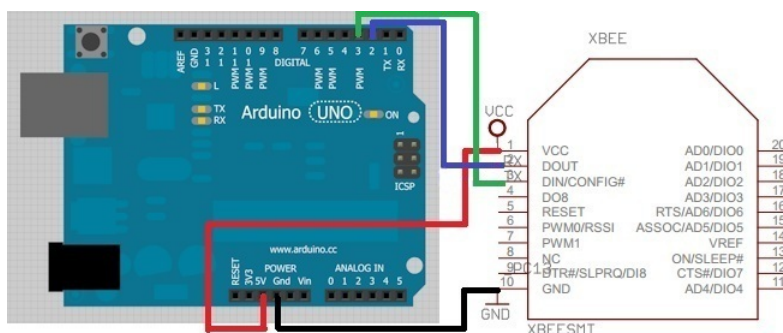 XBEE
AREF
GND
13
12
PWM 11
PWM 10
PWM 9
8
DIGITAL
7
PWM 6
PWM 5
4
PWM 3
2
TX 1
RX 0
L
TX
RX
Arduino UNO
ON
1
ICSP
www.arduino.cc
POWER
ANALOG IN
RESET
3V3
5V
Gnd
Vin
0 1 2 3 4 5
VCC
1 VCC AD0/DIO0 20
2 DOUT AD1/DIO1 19
3 DIN/CONFIG# AD2/DIO2 18
4 DO8 AD3/DIO3 17
5 RESET RTS/AD6/DIO6 16
6 PWM0/RSSI ASSOC/AD5/DIO5 15
7 PWM1 VREF 14
8 NC ON/SLEEP# 13
9 DTR#/SLPRQ/DI8 CTS#/DIO7 12
10 GND AD4/DIO4 11
GND
XBEESMT